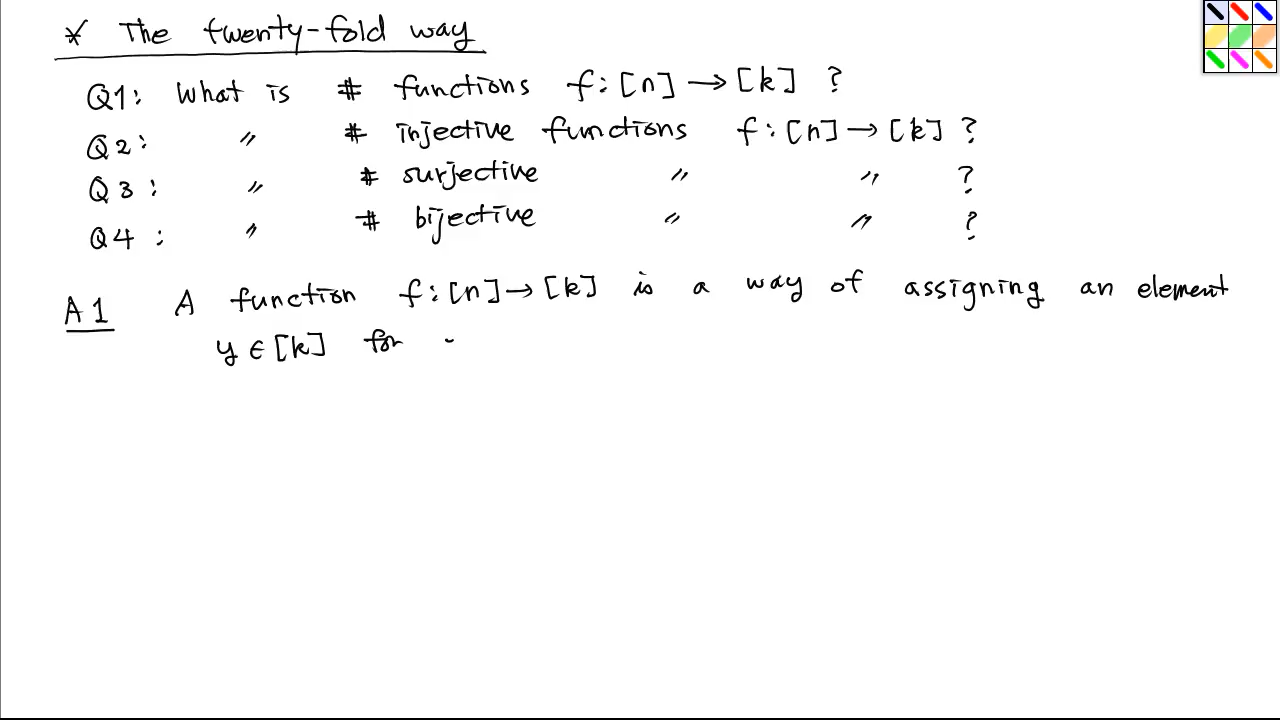 * The twenty-fold way
Q1: What is # functions f:[n]→[k] ?
Q2: " # injective functions f:[n]→[k] ?
Q3: " # surjective " " ?
Q4: " # bijective " " ?
A1 A function f:[n]→[k] is a way of assigning an element
y∈[k] for